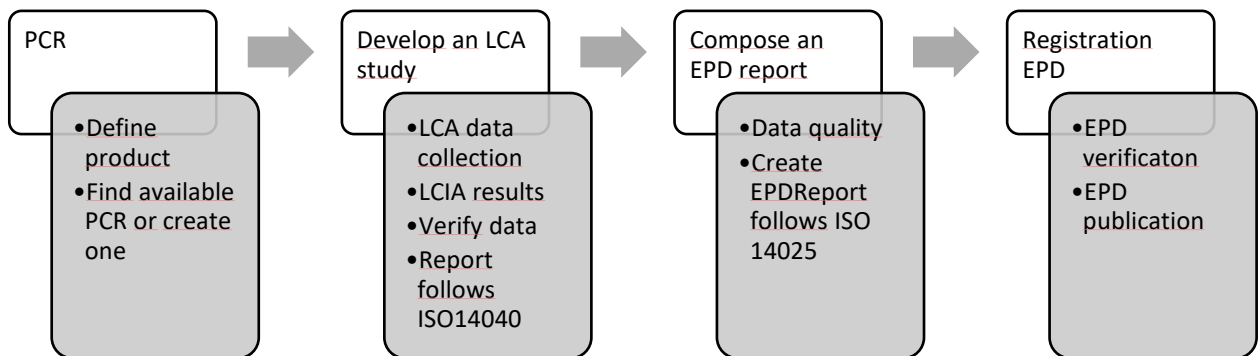 PCR
•Define
product
•Find available
PCR or create
one
Develop an LCA
study
•LCA data
collection
•LCIA results
•Verify data
•Report
follows
ISO14040
Compose an
EPD report
•Data quality
•Create
EPDReport
follows ISO
14025
Registration
EPD
•EPD
verificaton
•EPD
publication